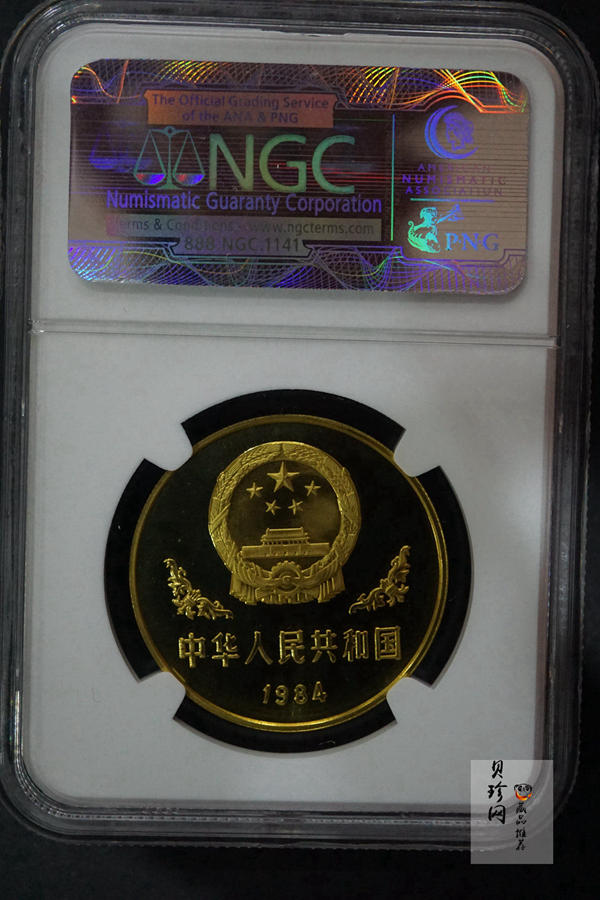 The Official Grading Service
of the ANA & PNG
NGC
Numismatic Guaranty Corporation
Terms & Conditions - www.ngcterms.com
888-NGC-1141
AMERICAN
NUMISMATIC
ASSOCIATION
PNG
中华人民共和国
1984
贝珍网
藏品推荐